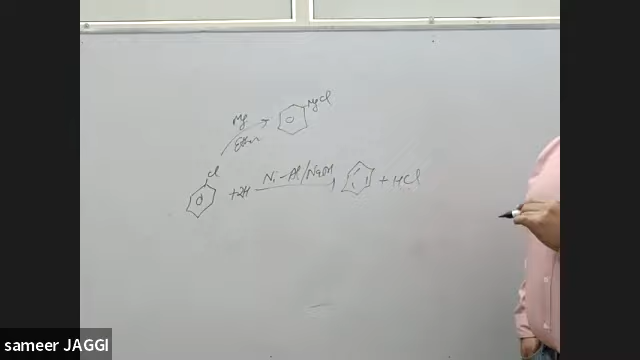 Mg
MgCl
Ether
Cl
+2H
Ni-Al/NaOH
+ HCl
sameer JAGGI